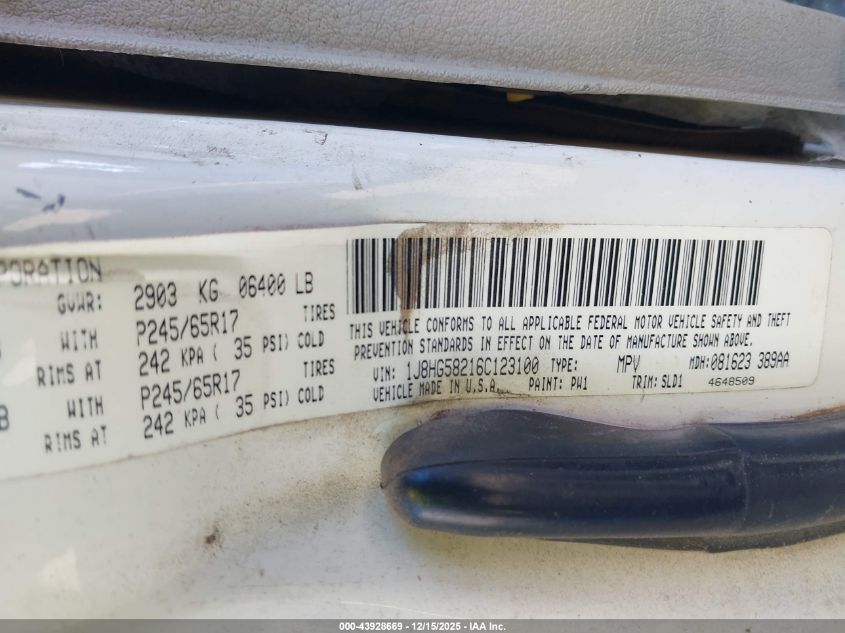 PORATION
GVWR: 2903 KG 06400 LB
WITH P245/65R17 TIRES
RIMS AT 242 KPA ( 35 PSI) COLD
WITH P245/65R17 TIRES
RIMS AT 242 KPA ( 35 PSI) COLD
B
THIS VEHICLE CONFORMS TO ALL APPLICABLE FEDERAL MOTOR VEHICLE SAFETY AND THEFT
PREVENTION STANDARDS IN EFFECT ON THE DATE OF MANUFACTURE SHOWN ABOVE.
VIN: 1J8HG58216C123100 TYPE: MPV MDH: 081623 389AA
VEHICLE MADE IN U.S.A. PAINT: PW1 TRIM: SLD1 4648509
000-43928669 - 12/15/2025 - IAA Inc.